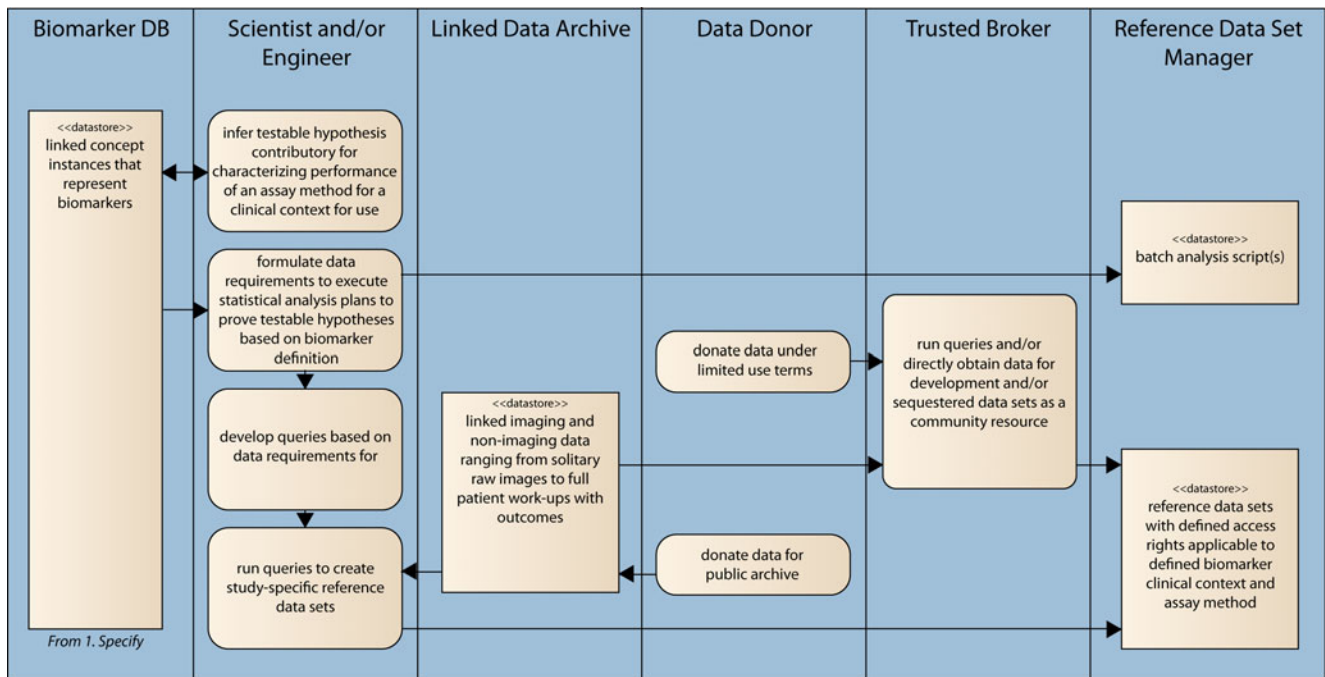 Biomarker DB
Scientist and/or
Engineer
Linked Data Archive
Data Donor
Trusted Broker
Reference Data Set
Manager
<<datastore>>
linked concept
instances that
represent
biomarkers
From 1. Specify
infer testable hypothesis
contributory for
characterizing performance
of an assay method for a
clinical context for use
formulate data
requirements to execute
statistical analysis plans to
prove testable hypotheses
based on biomarker
definition
develop queries based on
data requirements for
run queries to create
study-specific reference
data sets
<<datastore>>
linked imaging and
non-imaging data
ranging from solitary
raw images to full
patient work-ups with
outcomes
donate data under
limited use terms
donate data for
public archive
run queries and/or
directly obtain data for
development and/or
sequestered data sets as a
community resource
<<datastore>>
batch analysis script(s)
<<datastore>>
reference data sets
with defined access
rights applicable to
defined biomarker
clinical context and
assay method